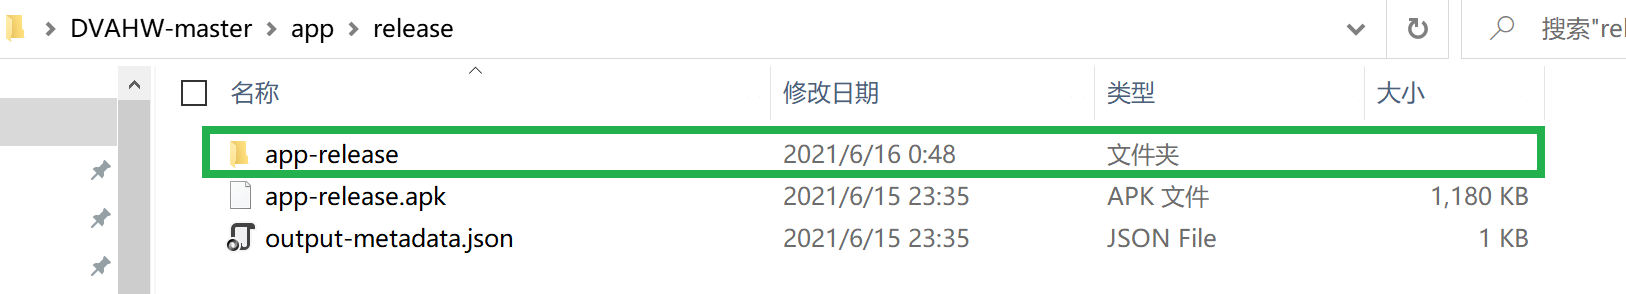 DVAHW-master app release 搜索"rel
名称 修改日期 类型 大小
app-release 2021/6/16 0:48 文件夹
app-release.apk 2021/6/15 23:35 APK 文件 1,180 KB
output-metadata.json 2021/6/15 23:35 JSON File 1 KB